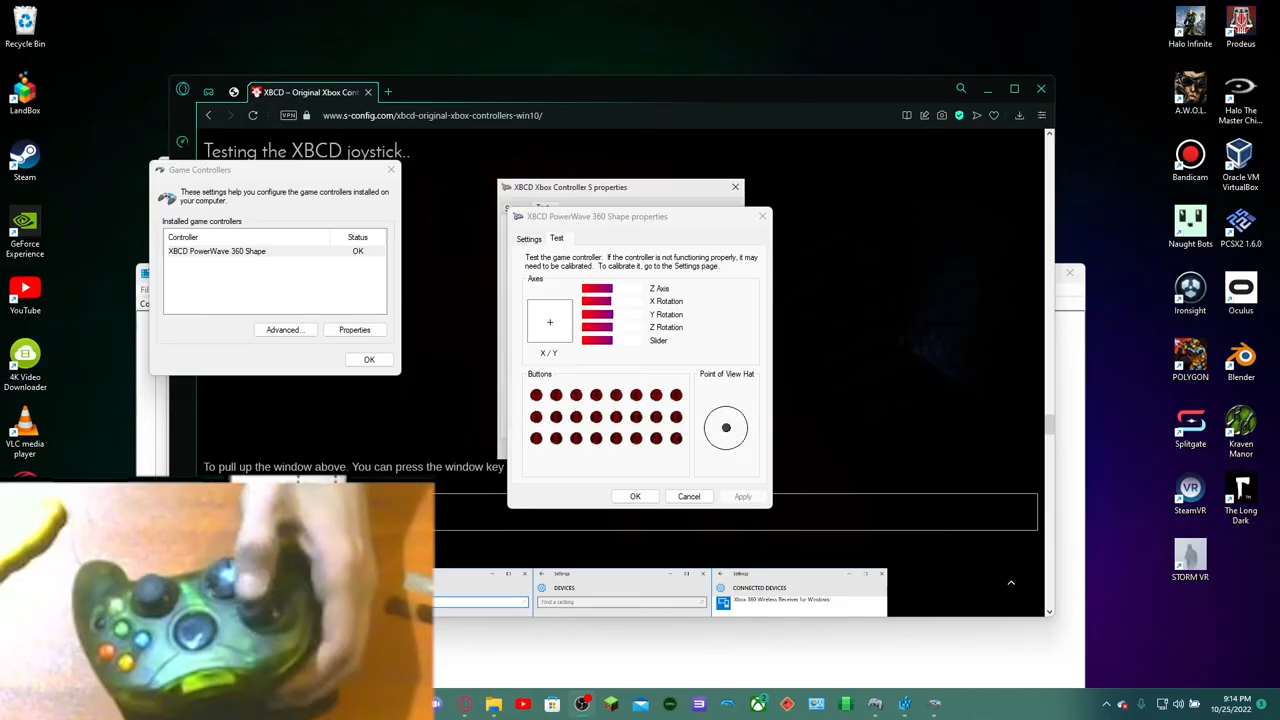 Recycle Bin
LandBox
Steam
GeForce
Experience
YouTube
4K Video
Downloader
VLC media
player
Halo Infinite
Prodeus
A.W.O.L.
Halo The
Master Chi...
Bandicam
Oracle VM
VirtualBox
Naught Bots
PCSX2 1.6.0
Ironsight
Oculus
POLYGON
Blender
Splitgate
Kraven
Manor
SteamVR
The Long
Dark
STORM VR
XBCD – Original Xbox Cont
VPN
www.s-config.com/xbcd-original-xbox-controllers-win10/
Testing the XBCD joystick..
Game Controllers
These settings help you configure the game controllers installed on
your computer.
Installed game controllers
Controller
Status
XBCD PowerWave 360 Shape
OK
Advanced...
Properties
OK
XBCD Xbox Controller S properties
XBCD PowerWave 360 Shape properties
Settings
Test
Test the game controller. If the controller is not functioning properly, it may
need to be calibrated. To calibrate it, go to the Settings page.
Axes
Z Axis
X Rotation
Y Rotation
Z Rotation
Slider
X / Y
Buttons
Point of View Hat
OK
Cancel
Apply
To pull up the window above. You can press the window key
Settings
DEVICES
Find a setting
Settings
CONNECTED DEVICES
Xbox 360 Wireless Receiver for Windows
9:14 PM
10/25/2022